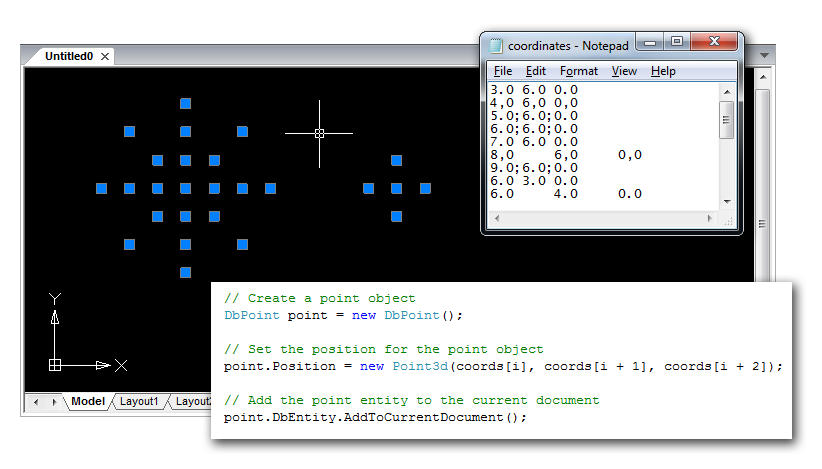 Untitled0
coordinates - Notepad
File Edit Format View Help
3.0 6.0 0.0
4,0 6,0 0,0
5.0;6.0;0.0
6.0;6.0;0.0
7.0 6.0 0.0
8,0 6,0 0,0
9.0;6.0;0.0
6.0 3.0 0.0
6.0 4.0 0.0
// Create a point object
DbPoint point = new DbPoint();
// Set the position for the point object
point.Position = new Point3d(coords[i], coords[i + 1], coords[i + 2]);
// Add the point entity to the current document
point.DbEntity.AddToCurrentDocument();
Y
X
Model Layout1 Layout